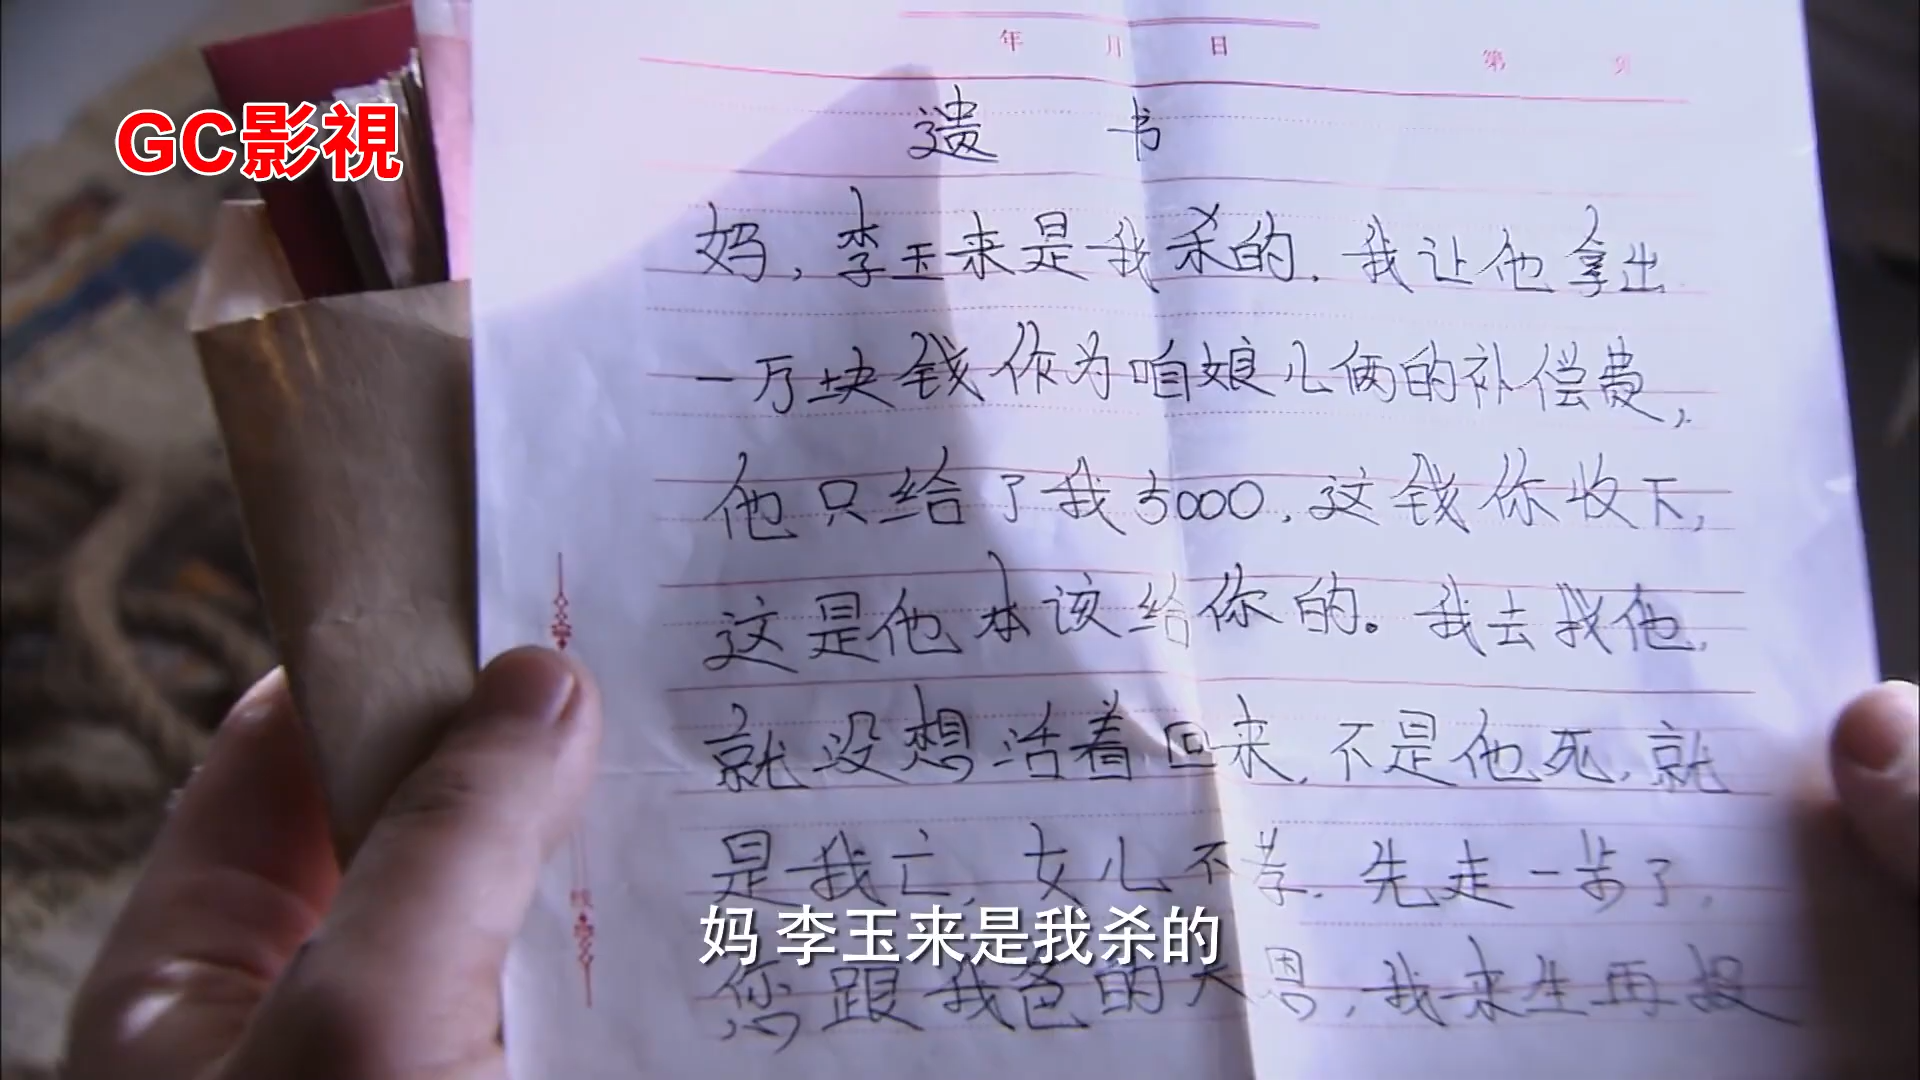 GC影視
年 月 日 第 页
遗 书
妈，李玉来是我杀的.我让他拿出
一万块钱作为咱娘儿俩的补偿费,
他只给了我5000.这钱你收下,
这是他本该给你的。我去找他,
就没想活着回来,不是他死,就
是我亡,女儿不孝.先走一步了,
您跟我爸的大恩,我来生再报
妈 李玉来是我杀的
线